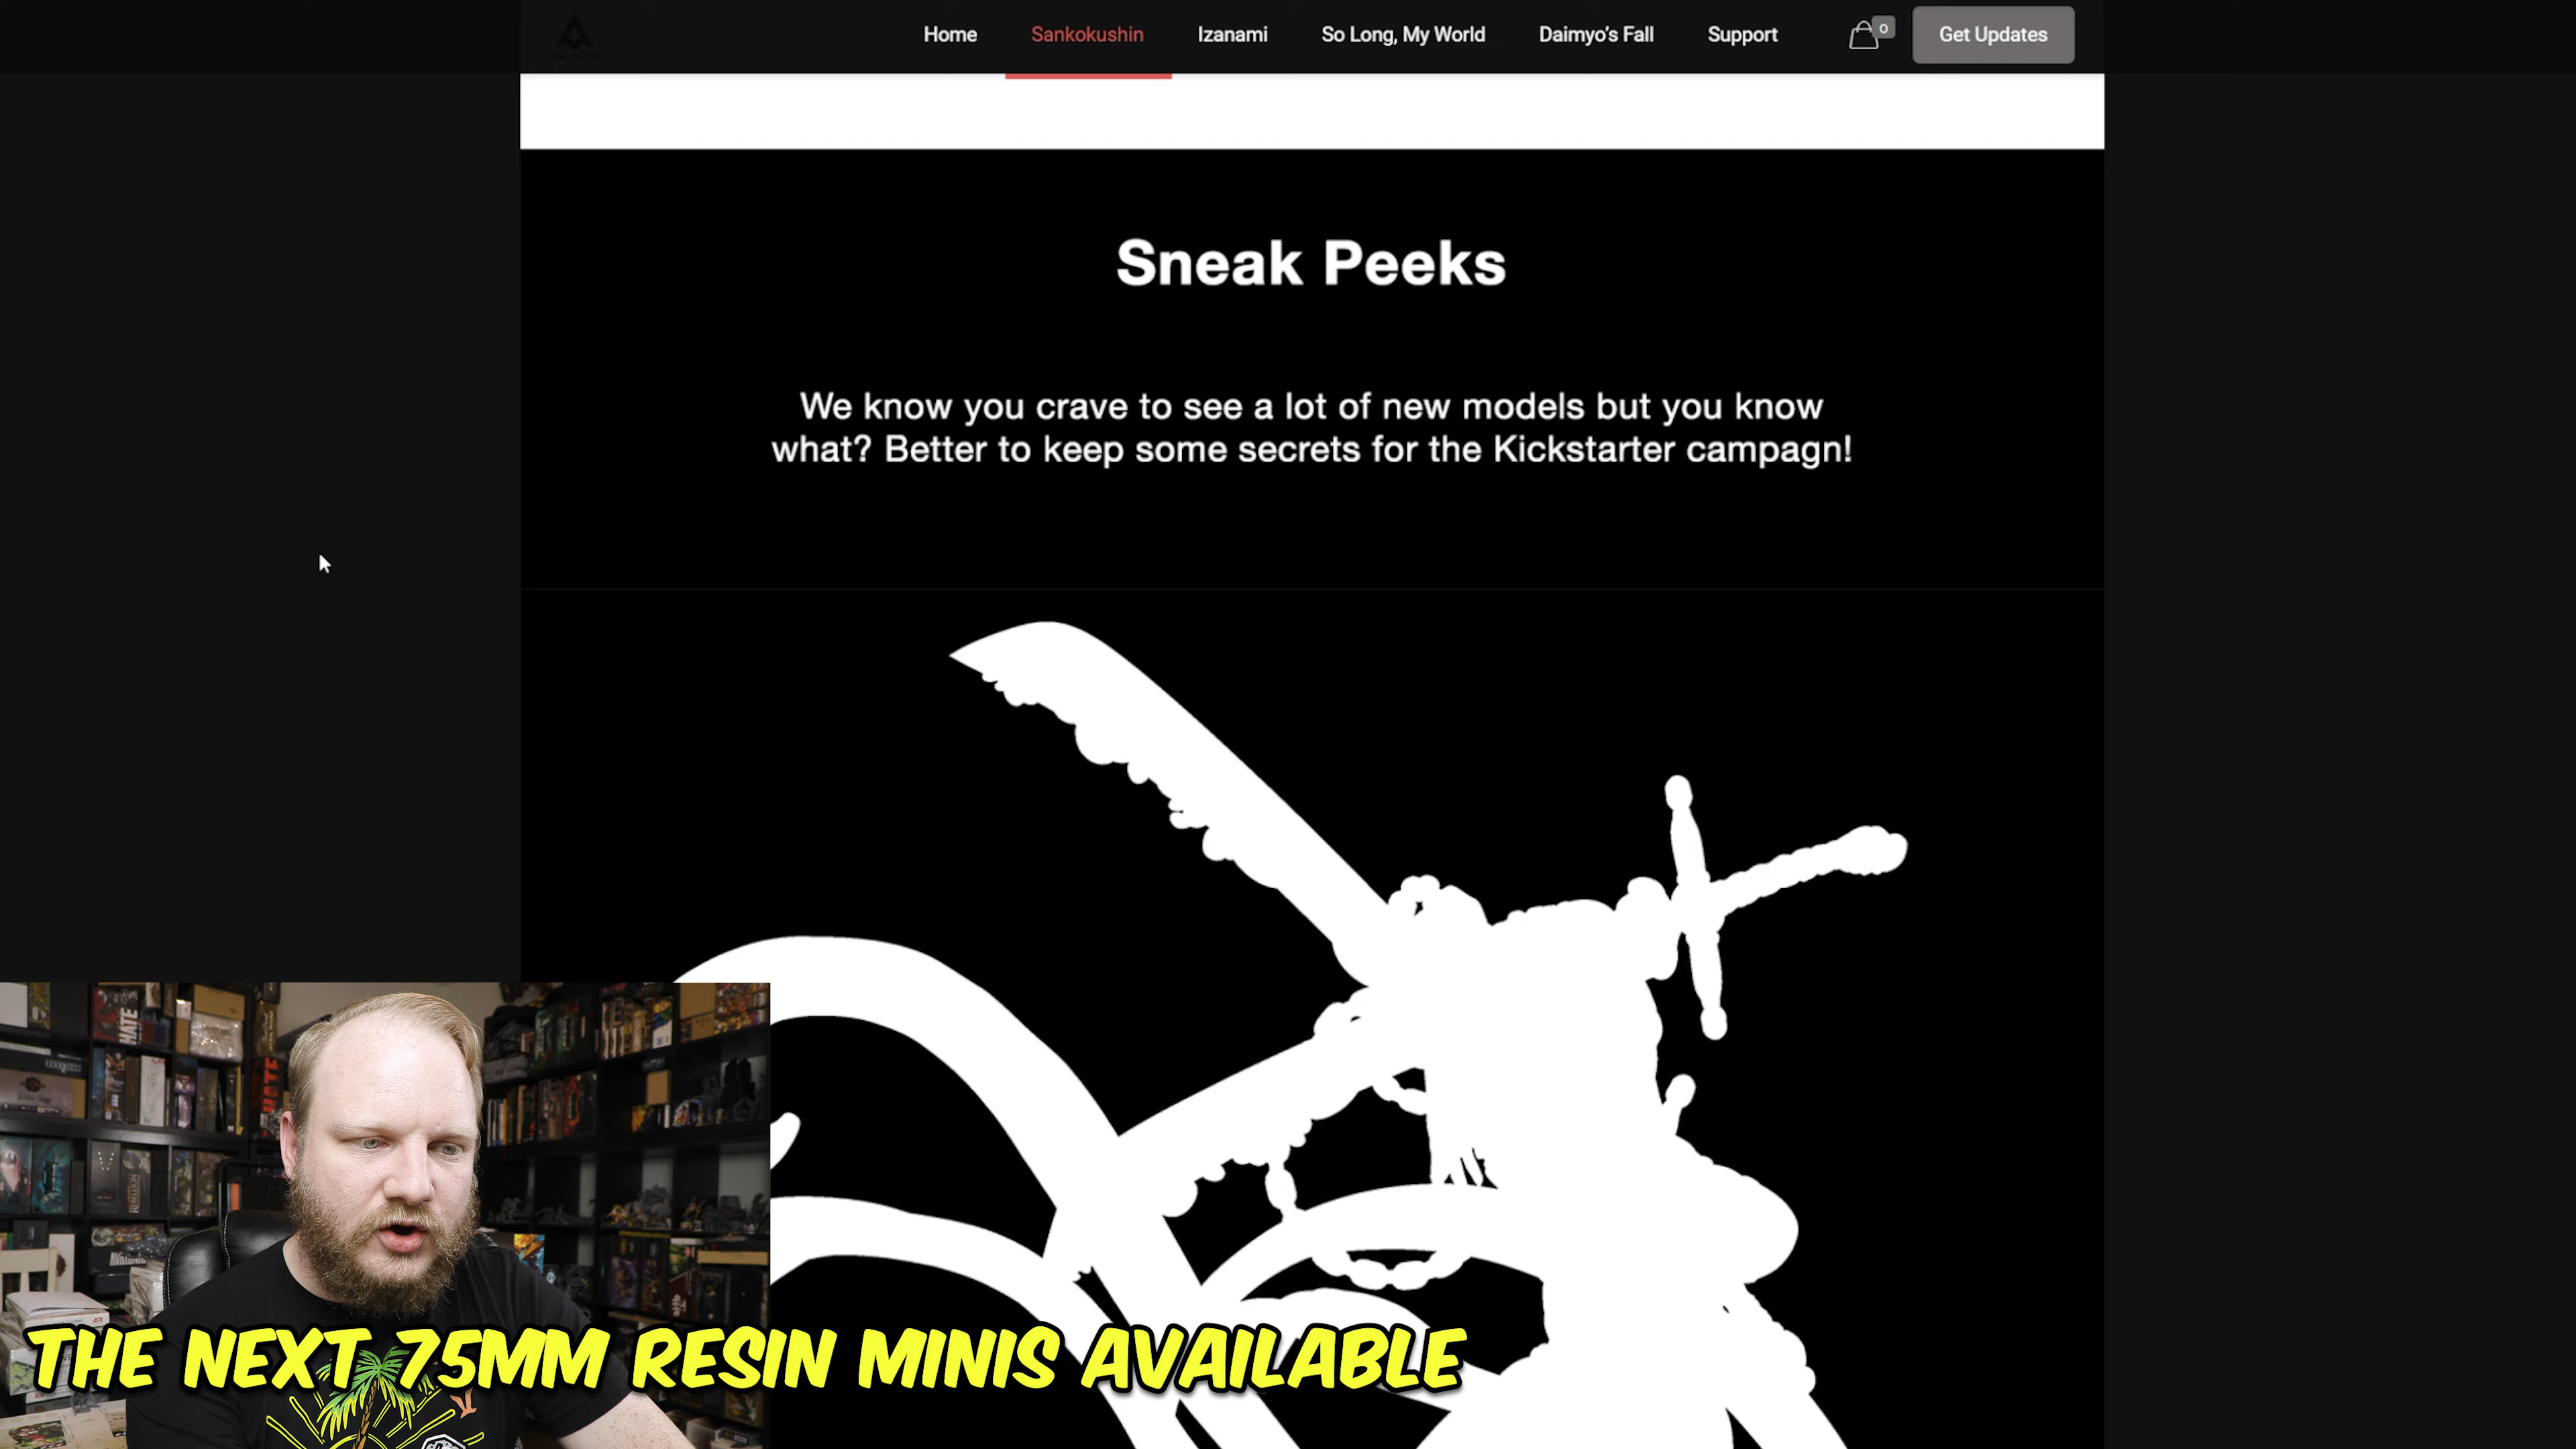 Home Sankokushin Izanami So Long, My World Daimyo's Fall Support 0 Get Updates
Sneak Peeks
We know you crave to see a lot of new models but you know
what? Better to keep some secrets for the Kickstarter campagn!
HATE
THE NEXT 75MM RESIN MINIS AVAILABLE